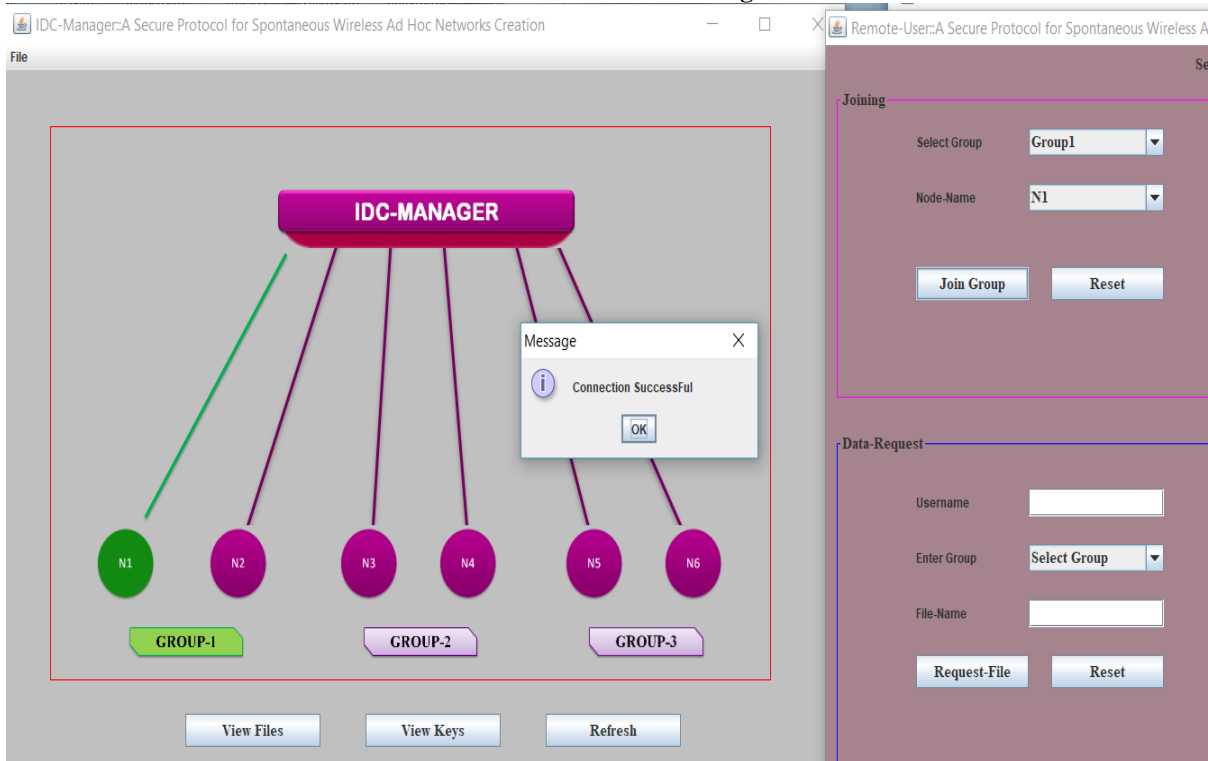 IDC-Manager::A Secure Protocol for Spontaneous Wireless Ad Hoc Networks Creation
File
IDC-MANAGER
Message
Connection SuccessFul
OK
N1
N2
N3
N4
N5
N6
GROUP-1
GROUP-2
GROUP-3
View Files
View Keys
Refresh
Remote-User::A Secure Protocol for Spontaneous Wireless A
Se
Joining
Select Group
Group1
Node-Name
N1
Join Group
Reset
Data-Request
Username
Enter Group
Select Group
File-Name
Request-File
Reset